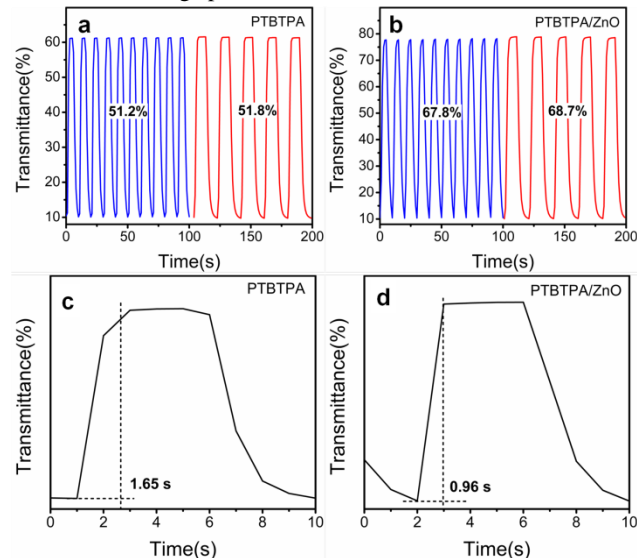 a
PTBTPA
Transmittance(%)
60
50
40
30
20
10
51.2%
51.8%
0
50
100
150
200
Time(s)
b
PTBTPA/ZnO
Transmittance(%)
80
70
60
50
40
30
20
10
67.8%
68.7%
0
50
100
150
200
Time(s)
c
PTBTPA
Transmittance(%)
1.65 s
0
2
4
6
8
10
Time(s)
d
PTBTPA/ZnO
Transmittance(%)
0.96 s
0
2
4
6
8
10
Time(s)